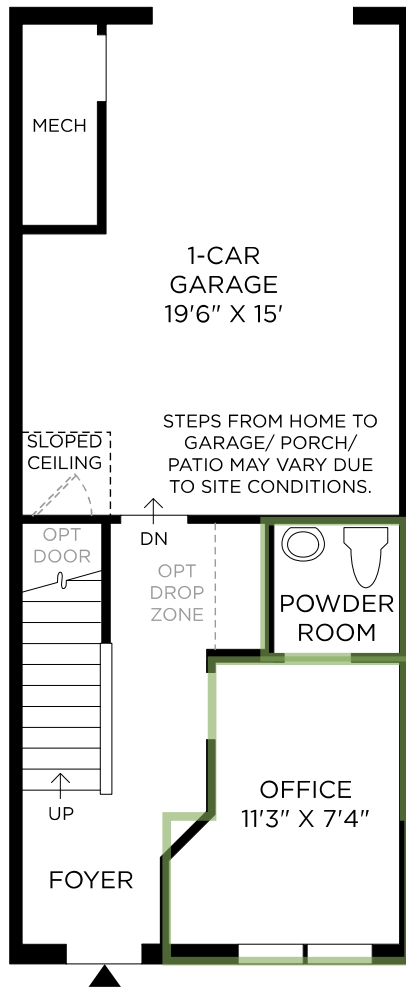 MECH
1-CAR
GARAGE
19'6" X 15'
STEPS FROM HOME TO
GARAGE/ PORCH/
PATIO MAY VARY DUE
TO SITE CONDITIONS.
SLOPED
CEILING
OPT
DOOR
DN
OPT
DROP
ZONE
POWDER
ROOM
OFFICE
11'3" X 7'4"
UP
FOYER